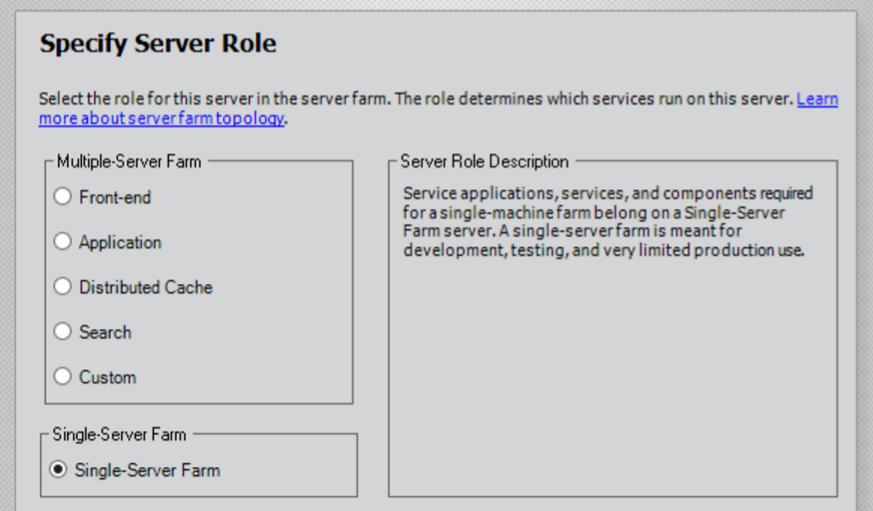 Specify Server Role
Select the role for this server in the server farm. The role determines which services run on this server. Learn
more about server farm topology.
Multiple-Server Farm
Front-end
Application
Distributed Cache
Search
Custom
Single-Server Farm
Single-Server Farm
Server Role Description
Service applications, services, and components required
for a single-machine farm belong on a Single-Server
Farm server. A single-server farm is meant for
development, testing, and very limited production use.